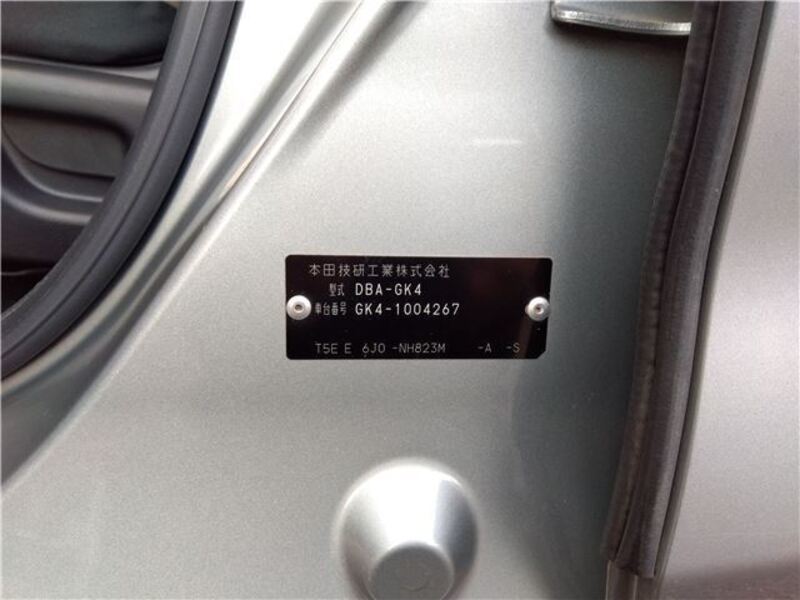 本田技研工業株式会社
型式 DBA-GK4
車台番号 GK4-1004267
T5E E 6J0 -NH823M -A -S